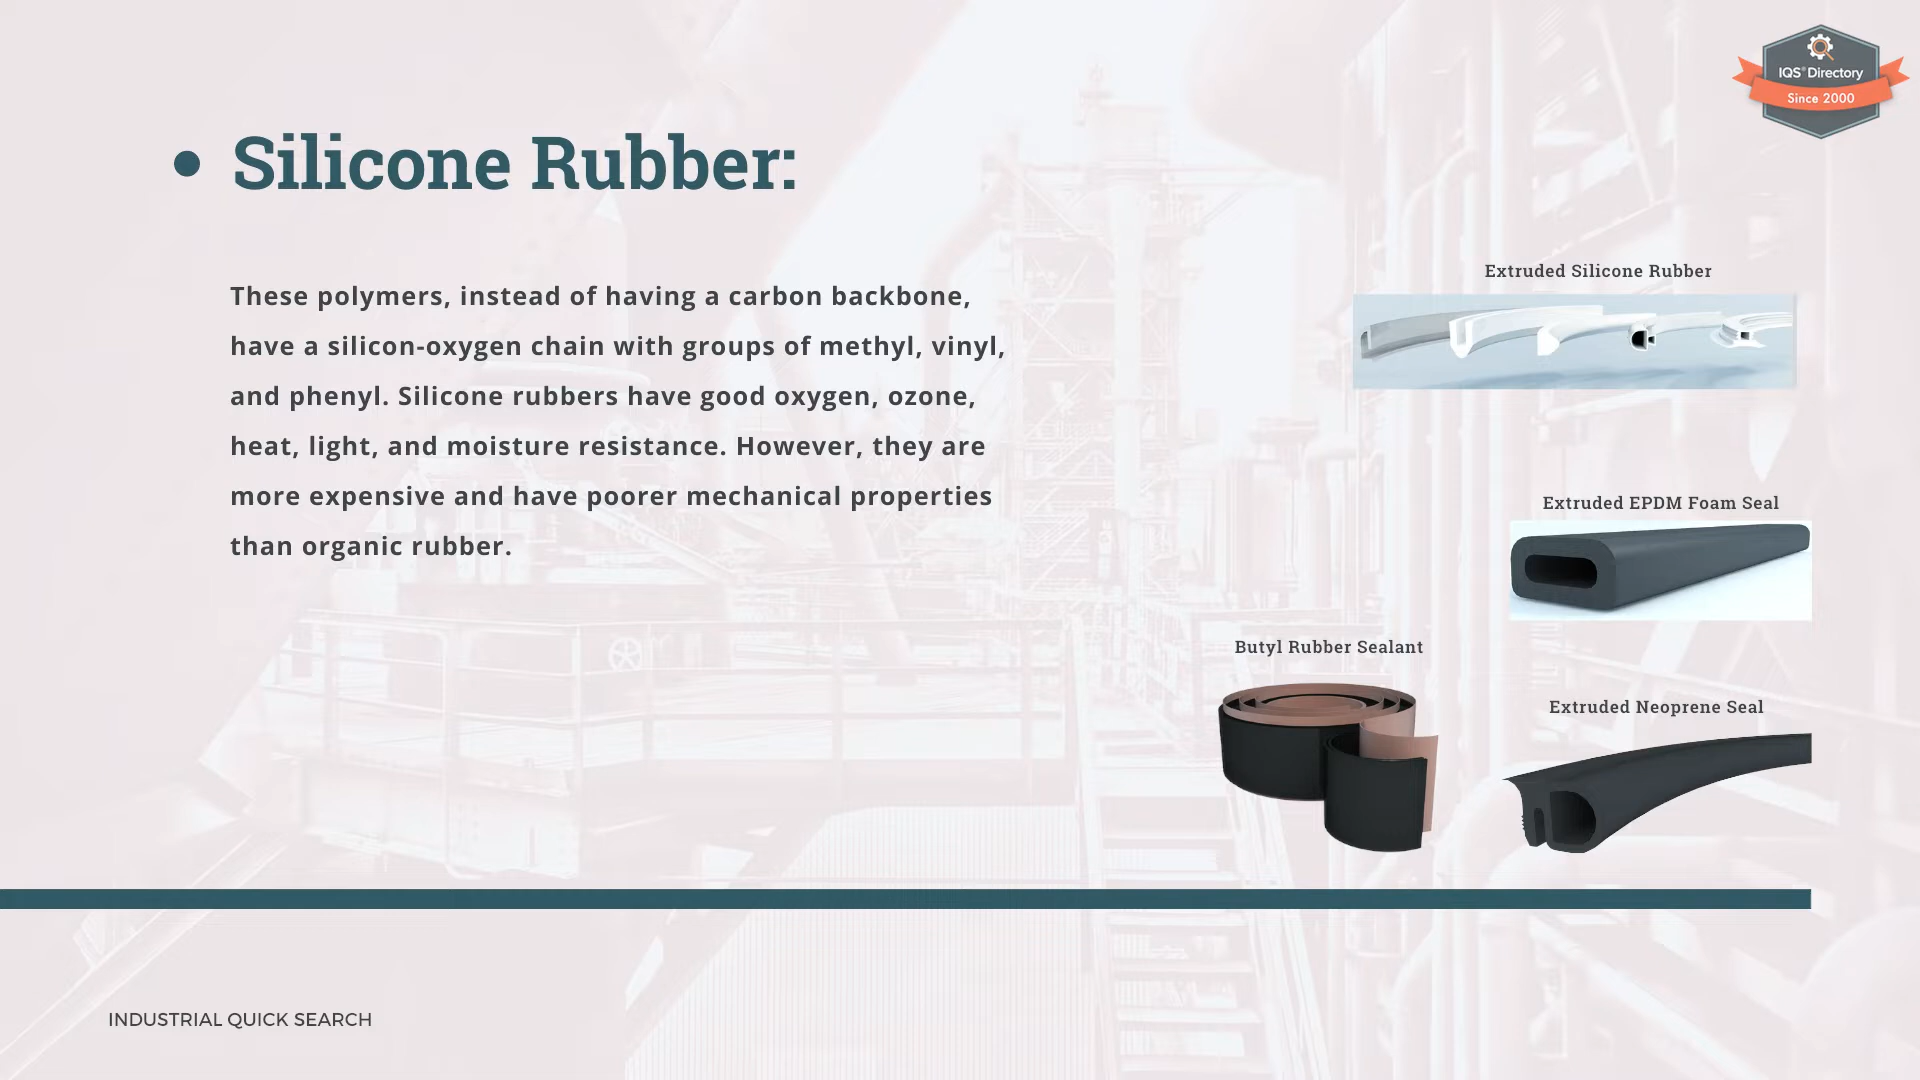 IQS® Directory
Since 2000
• Silicone Rubber:
These polymers, instead of having a carbon backbone,
have a silicon-oxygen chain with groups of methyl, vinyl,
and phenyl. Silicone rubbers have good oxygen, ozone,
heat, light, and moisture resistance. However, they are
more expensive and have poorer mechanical properties
than organic rubber.
Extruded Silicone Rubber
Extruded EPDM Foam Seal
Butyl Rubber Sealant
Extruded Neoprene Seal
INDUSTRIAL QUICK SEARCH